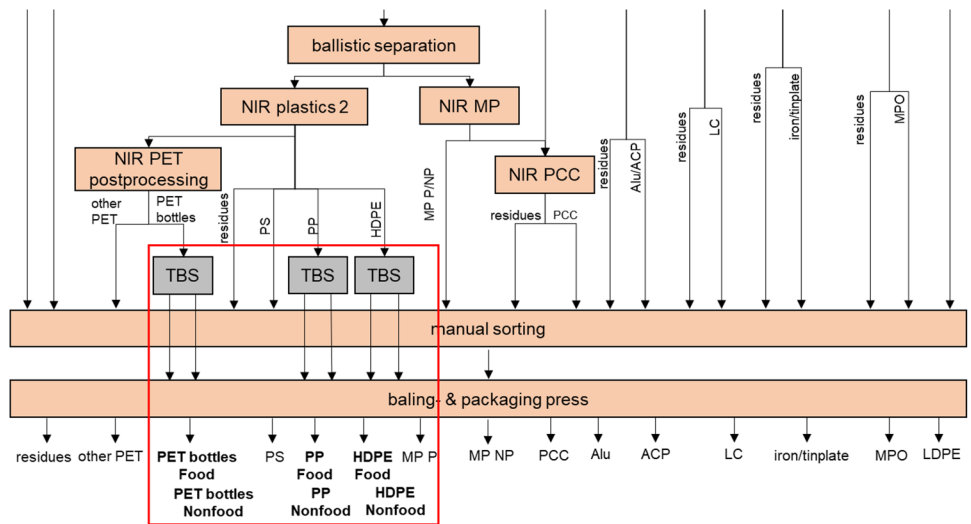 ballistic separation
NIR plastics 2
NIR MP
NIR PET
postprocessing
NIR PCC
other
PET
PET
bottles
residues
PS
PP
HDPE
MP P/NP
residues
PCC
residues
Alu/ACP
residues
LC
residues
iron/tinplate
residues
MPO
TBS
TBS
TBS
manual sorting
baling- & packaging press
residues
other PET
PET bottles
Food
PET bottles
Nonfood
PS
PP
Food
PP
Nonfood
HDPE
Food
HDPE
Nonfood
MP P
MP NP
PCC
Alu
ACP
LC
iron/tinplate
MPO
LDPE